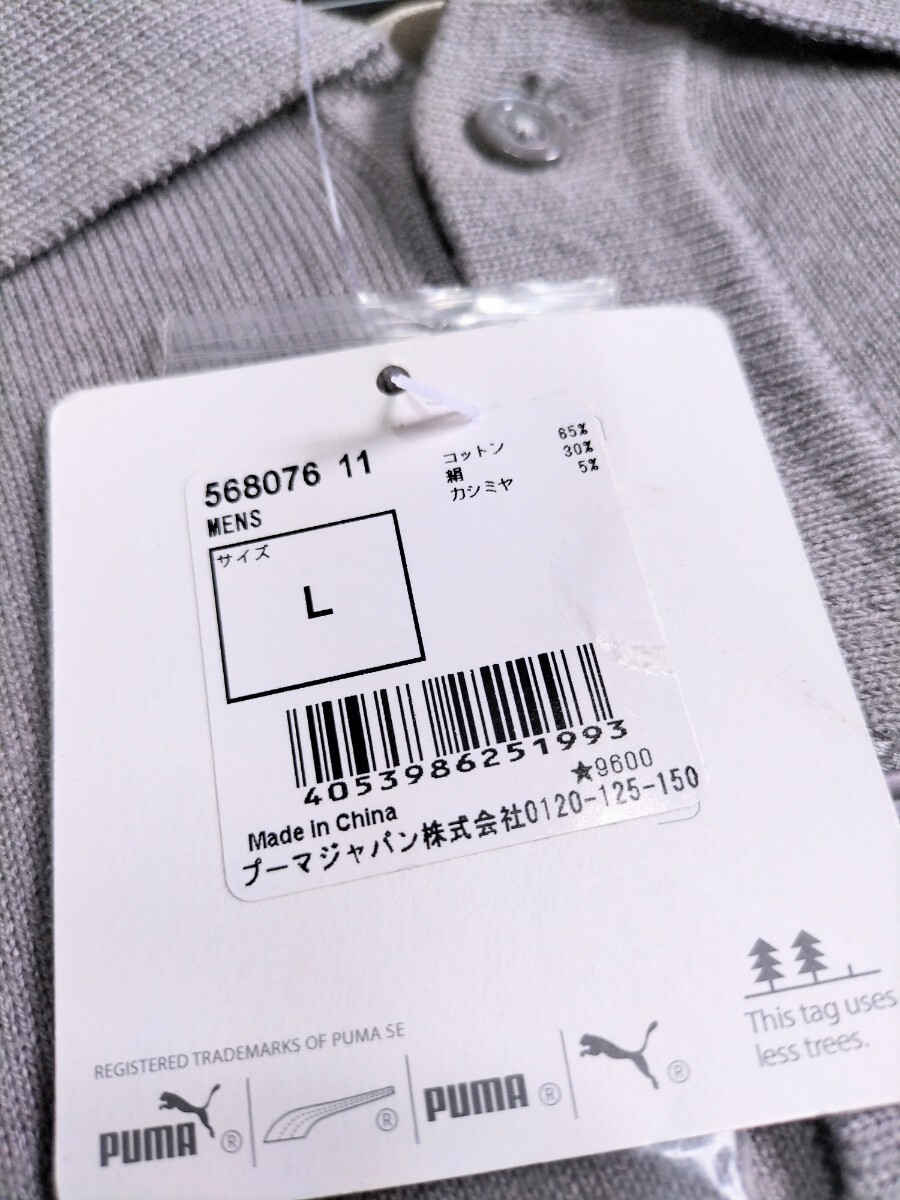 568076 11
MENS
コットン 65%
絹 30%
カシミヤ 5%
サイズ
L
4053986251993
★9600
Made in China
プーマジャパン株式会社0120-125-150
This tag uses
less trees.
REGISTERED TRADEMARKS OF PUMA SE
PUMA ® ® PUMA ® ®